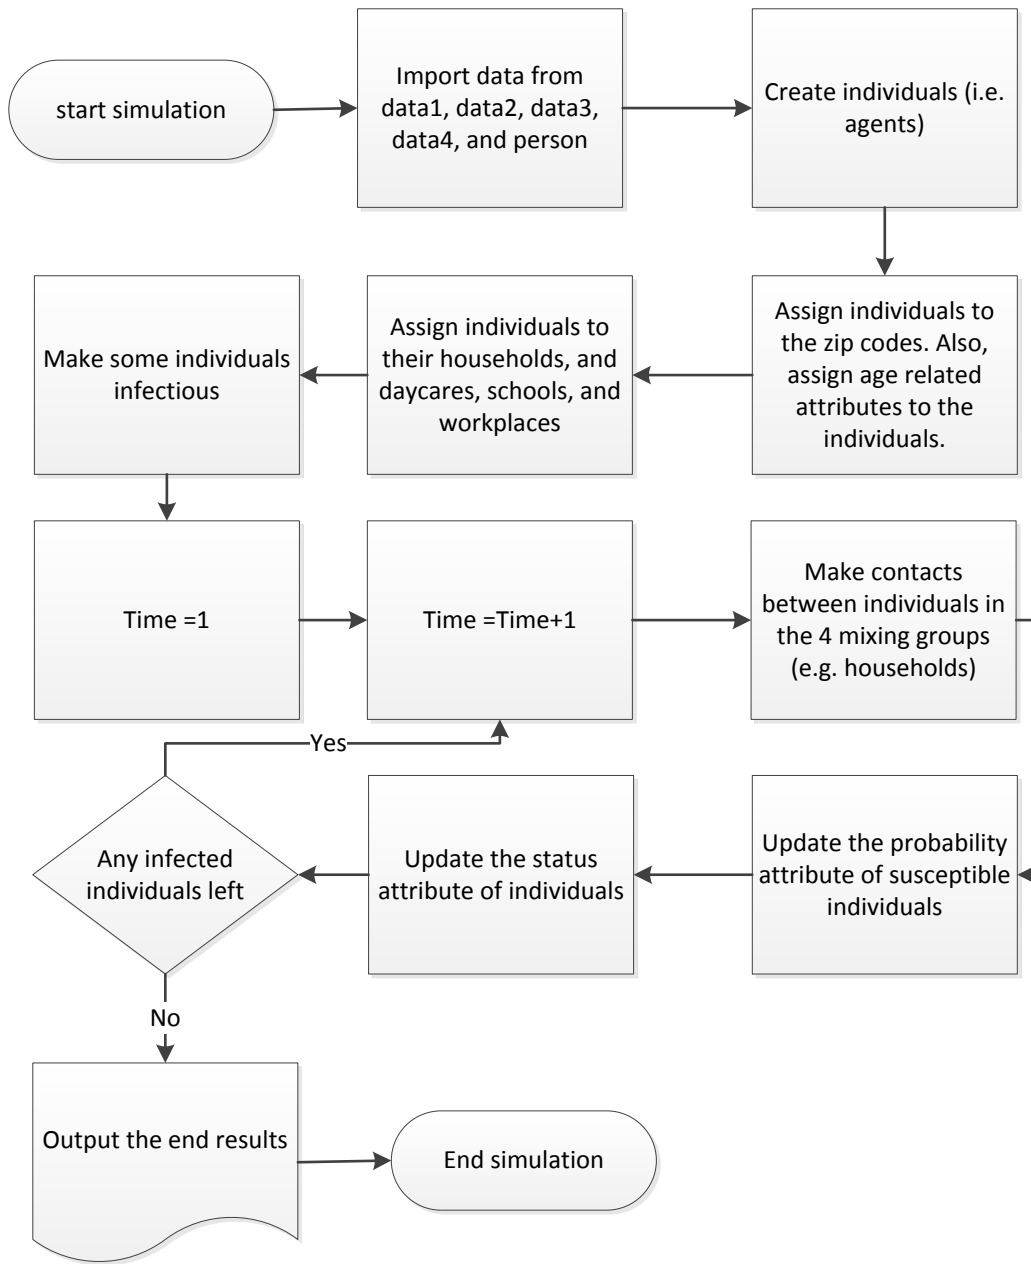 start simulation
Import data from
data1, data2, data3,
data4, and person
Create individuals (i.e.
agents)
Assign individuals to
the zip codes. Also,
assign age related
attributes to the
individuals.
Assign individuals to
their households, and
daycares, schools, and
workplaces
Make some individuals
infectious
Time =1
Time =Time+1
Make contacts
between individuals in
the 4 mixing groups
(e.g. households)
Update the probability
attribute of susceptible
individuals
Update the status
attribute of individuals
Any infected
individuals left
Yes
No
Output the end results
End simulation